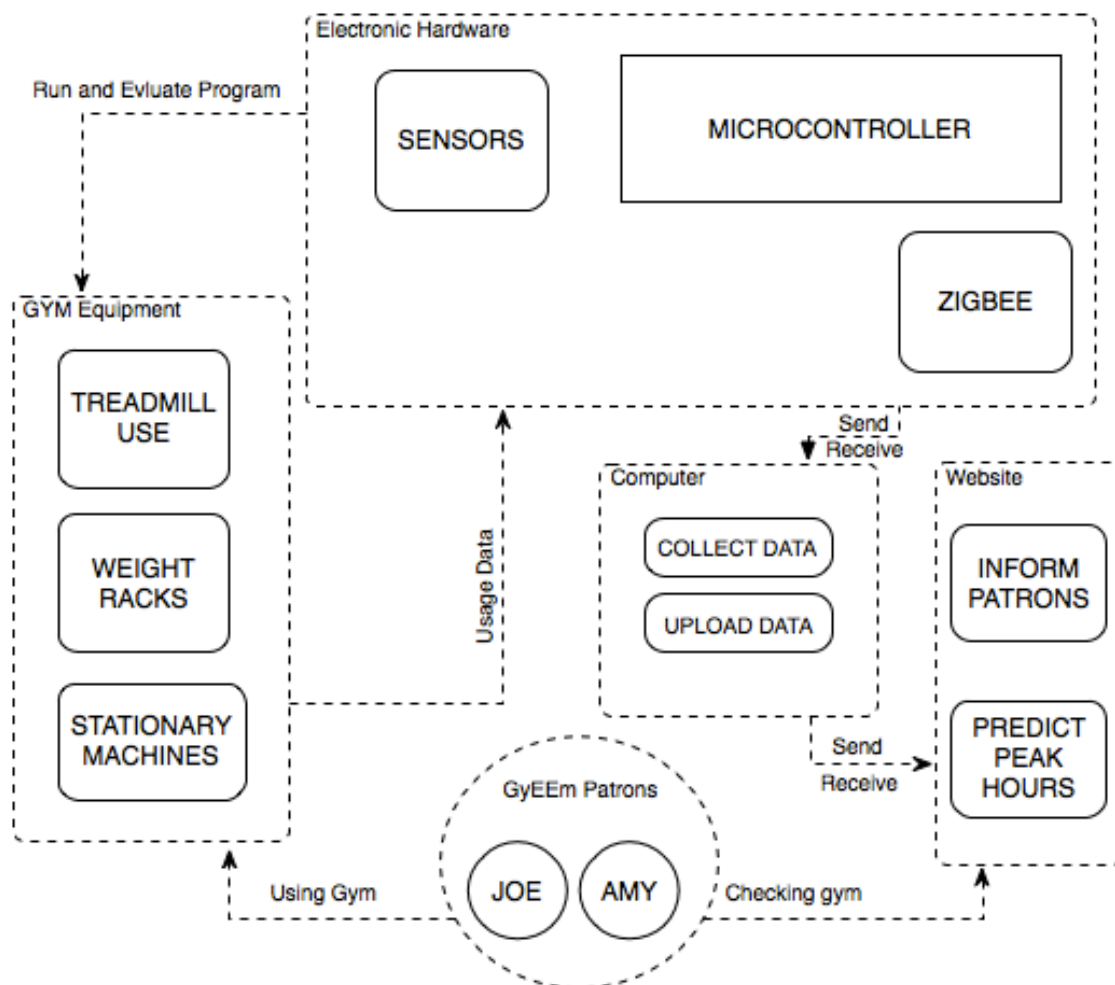 Electronic Hardware
Run and Evluate Program
SENSORS
MICROCONTROLLER
ZIGBEE
GYM Equipment
TREADMILL
USE
WEIGHT
RACKS
STATIONARY
MACHINES
Usage Data
Send
Receive
Computer
COLLECT DATA
UPLOAD DATA
Website
INFORM
PATRONS
PREDICT
PEAK
HOURS
Send
Receive
GyEEm Patrons
JOE
AMY
Using Gym
Checking gym